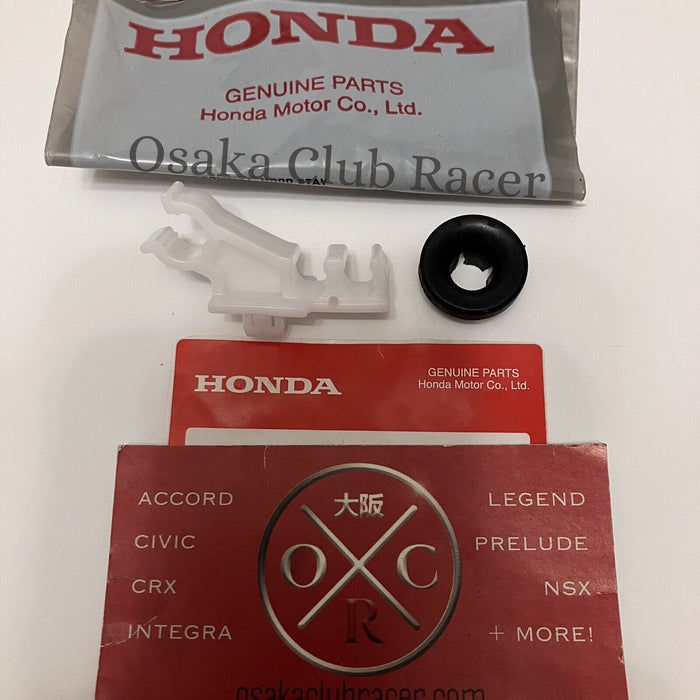 HONDA
GENUINE PARTS
Honda Motor Co., Ltd.
Osaka Club Racer
HONDA
GENUINE PARTS
Honda Motor Co., Ltd.
ACCORD
CIVIC
CRX
INTEGRA
大阪
O C
R
LEGEND
PRELUDE
NSX
+ MORE!
osakaclubracer.com